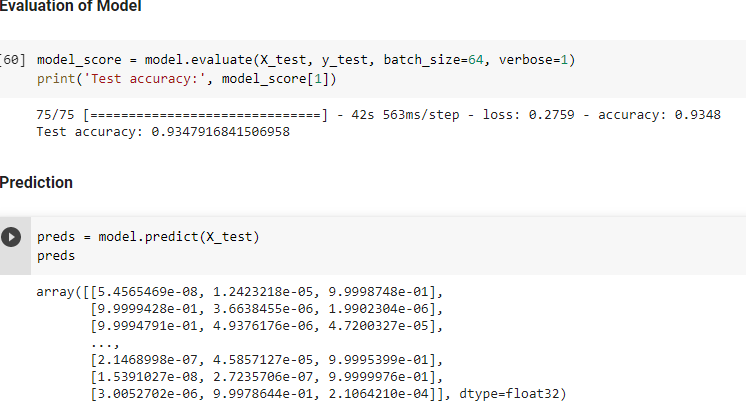 Evaluation of Model
[60] model_score = model.evaluate(X_test, y_test, batch_size=64, verbose=1)
print('Test accuracy:', model_score[1])
75/75 [==============================] - 42s 563ms/step - loss: 0.2759 - accuracy: 0.9348
Test accuracy: 0.9347916841506958
Prediction
preds = model.predict(X_test)
preds
array([[5.4565469e-08, 1.2423218e-05, 9.9998748e-01],
[9.9999428e-01, 3.6638455e-06, 1.9902304e-06],
[9.9994791e-01, 4.9376176e-06, 4.7200327e-05],
...,
[2.1468998e-07, 4.5857127e-05, 9.9995399e-01],
[1.5391027e-08, 2.7235706e-07, 9.9999976e-01],
[3.0052702e-06, 9.9978644e-01, 2.1064210e-04]], dtype=float32)